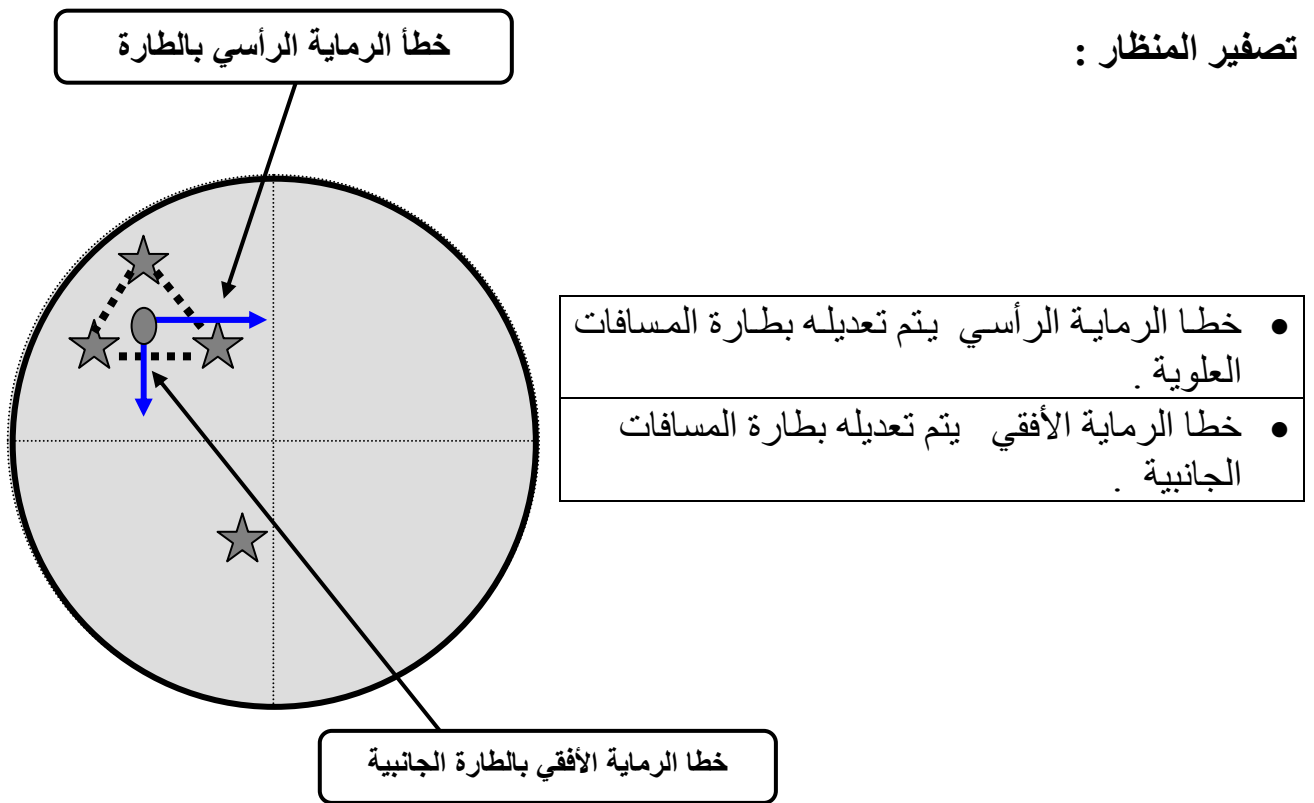 تصفير المنظار :
خطأ الرماية الرأسي بالطارة
• خطا الرماية الرأسي يتم تعديله بطارة المسافات
العلوية .
• خطا الرماية الأفقي يتم تعديله بطارة المسافات
الجانبية .
خطا الرماية الأفقي بالطارة الجانبية